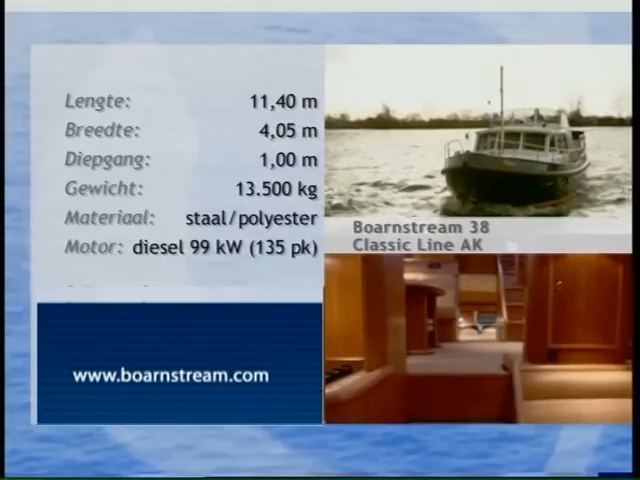 Lengte: 11,40 m
Breedte: 4,05 m
Diepgang: 1,00 m
Gewicht: 13.500 kg
Materiaal: staal/polyester
Motor: diesel 99 kW (135 pk)
Boarnstream 38
Classic Line AK
www.boarnstream.com